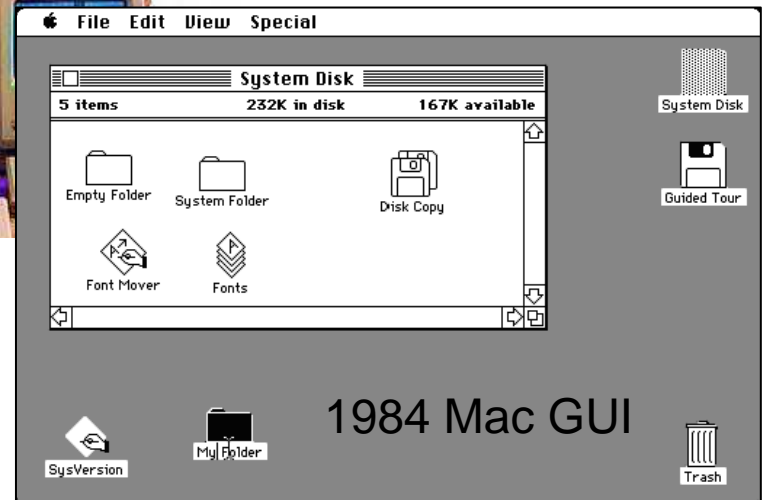 File Edit View Special
System Disk
5 items 232K in disk 167K available
Empty Folder System Folder Disk Copy
Font Mover Fonts
System Disk
Guided Tour
SysVersion
My Folder
1984 Mac GUI
Trash